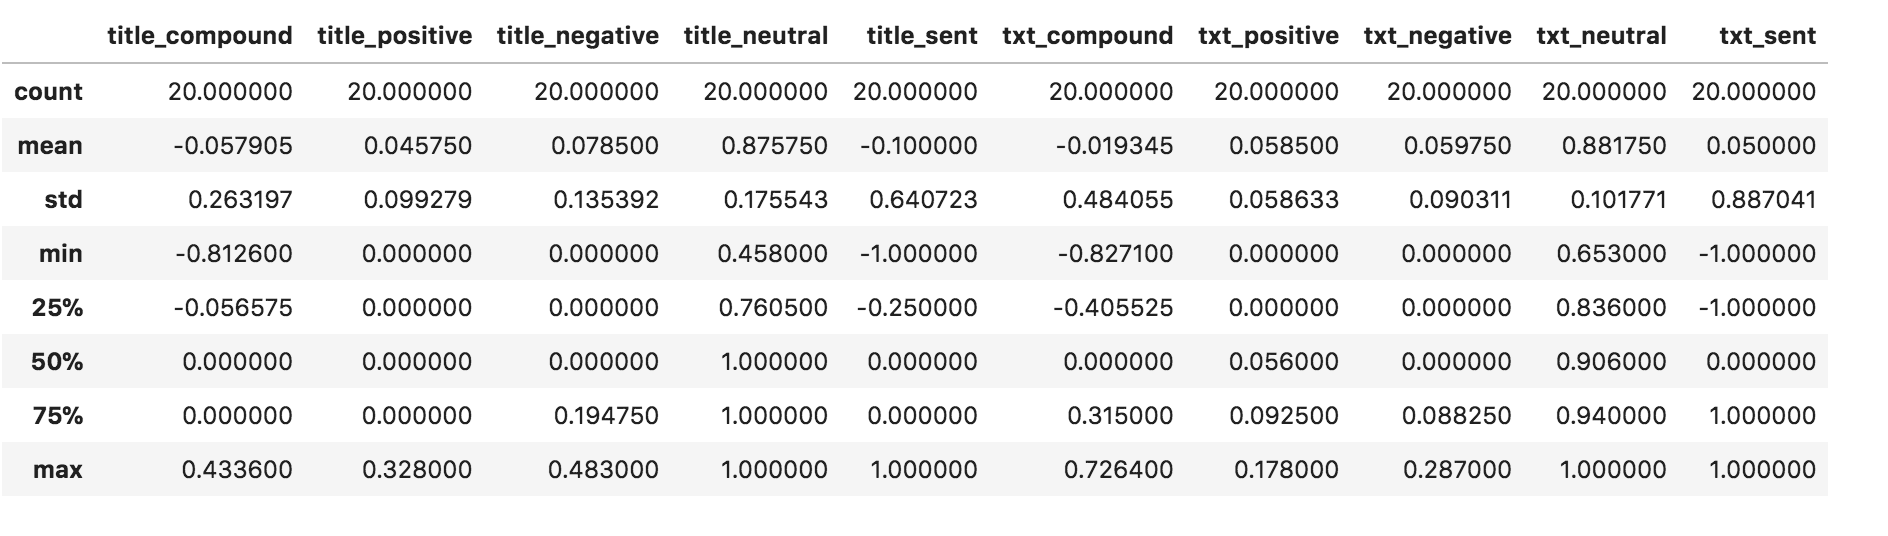 title_compound title_positive title_negative title_neutral title_sent txt_compound txt_positive txt_negative txt_neutral txt_sent
count 20.000000 20.000000 20.000000 20.000000 20.000000 20.000000 20.000000 20.000000 20.000000 20.000000
mean -0.057905 0.045750 0.078500 0.875750 -0.100000 -0.019345 0.058500 0.059750 0.881750 0.050000
std 0.263197 0.099279 0.135392 0.175543 0.640723 0.484055 0.058633 0.090311 0.101771 0.887041
min -0.812600 0.000000 0.000000 0.458000 -1.000000 -0.827100 0.000000 0.000000 0.653000 -1.000000
25% -0.056575 0.000000 0.000000 0.760500 -0.250000 -0.405525 0.000000 0.000000 0.836000 -1.000000
50% 0.000000 0.000000 0.000000 1.000000 0.000000 0.000000 0.056000 0.000000 0.906000 0.000000
75% 0.000000 0.000000 0.194750 1.000000 0.000000 0.315000 0.092500 0.088250 0.940000 1.000000
max 0.433600 0.328000 0.483000 1.000000 1.000000 0.726400 0.178000 0.287000 1.000000 1.000000